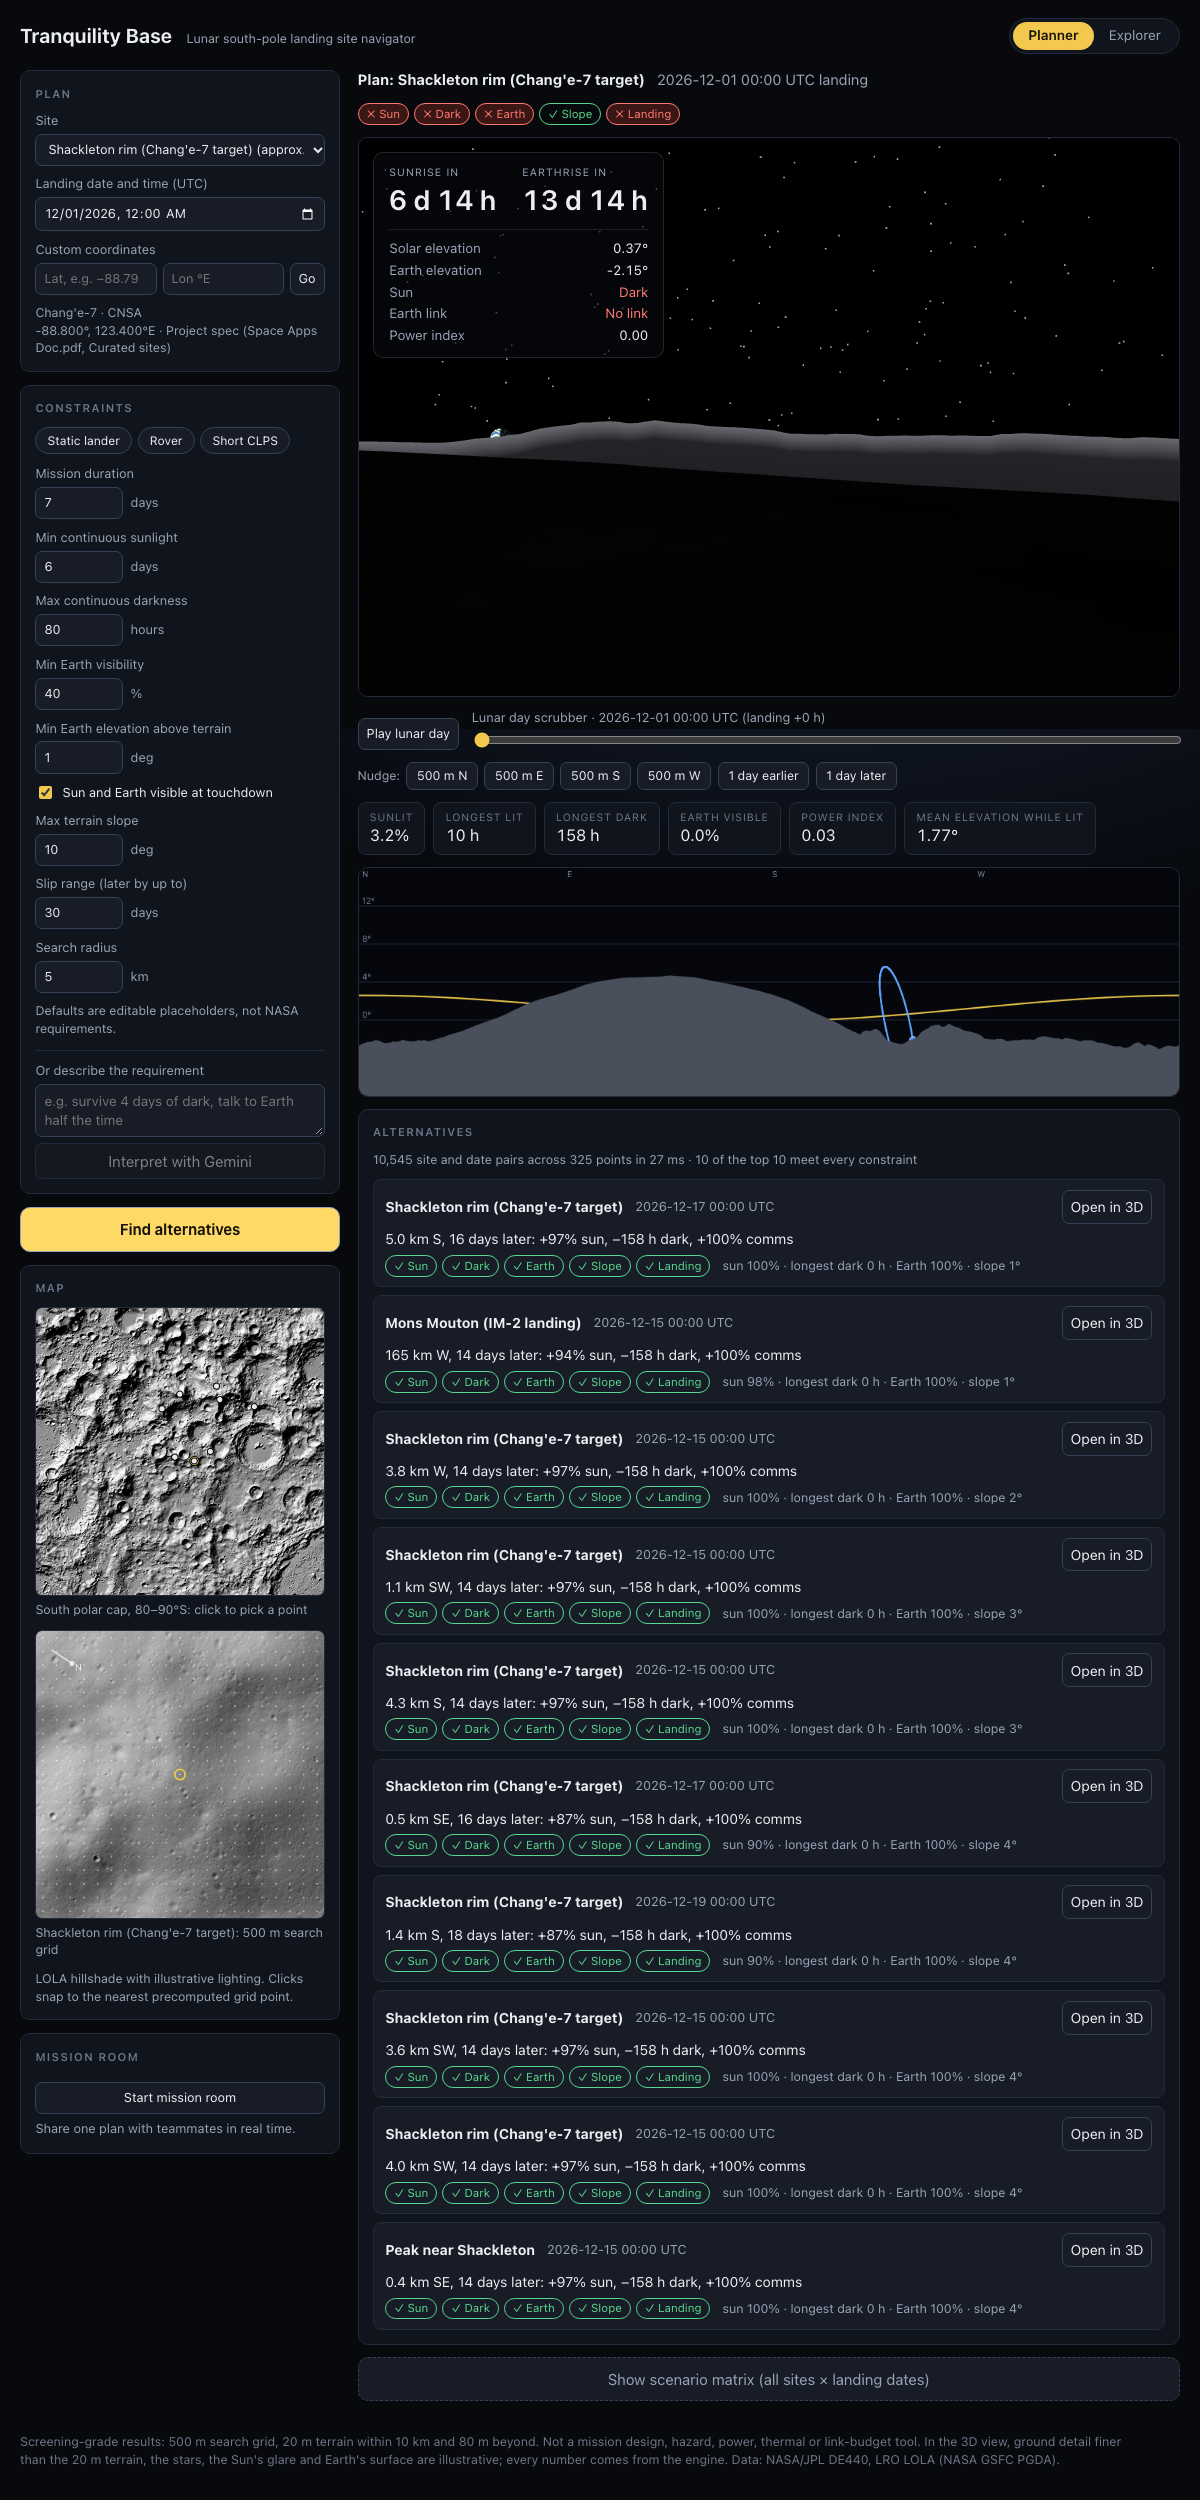 Tranquility Base
Lunar south-pole landing site navigator
Planner
Explorer
PLAN
Site
Shackleton rim (Chang'e-7 target) (approx.
Landing date and time (UTC)
12/01/2026, 12:00 AM
Custom coordinates
Lat, e.g. −88.79
Lon °E
Go
Chang'e-7 · CNSA
-88.800°, 123.400°E · Project spec (Space Apps
Doc.pdf, Curated sites)
CONSTRAINTS
Static lander
Rover
Short CLPS
Mission duration
7 days
Min continuous sunlight
6 days
Max continuous darkness
80 hours
Min Earth visibility
40 %
Min Earth elevation above terrain
1 deg
Sun and Earth visible at touchdown
Max terrain slope
10 deg
Slip range (later by up to)
30 days
Search radius
5 km
Defaults are editable placeholders, not NASA
requirements.
Or describe the requirement
e.g. survive 4 days of dark, talk to Earth
half the time
Interpret with Gemini
Find alternatives
MAP
South polar cap, 80–90°S: click to pick a point
N
Shackleton rim (Chang'e-7 target): 500 m search
grid
LOLA hillshade with illustrative lighting. Clicks
snap to the nearest precomputed grid point.
MISSION ROOM
Start mission room
Share one plan with teammates in real time.
Plan: Shackleton rim (Chang'e-7 target) 2026-12-01 00:00 UTC landing
✕ Sun ✕ Dark ✕ Earth ✓ Slope ✕ Landing
SUNRISE IN
6 d 14 h
EARTHRISE IN
13 d 14 h
Solar elevation 0.37°
Earth elevation -2.15°
Sun Dark
Earth link No link
Power index 0.00
Play lunar day
Lunar day scrubber · 2026-12-01 00:00 UTC (landing +0 h)
Nudge: 500 m N 500 m E 500 m S 500 m W 1 day earlier 1 day later
SUNLIT
3.2%
LONGEST LIT
10 h
LONGEST DARK
158 h
EARTH VISIBLE
0.0%
POWER INDEX
0.03
MEAN ELEVATION WHILE LIT
1.77°
N E S W
12°
8°
4°
0°
ALTERNATIVES
10,545 site and date pairs across 325 points in 27 ms · 10 of the top 10 meet every constraint
Shackleton rim (Chang'e-7 target) 2026-12-17 00:00 UTC Open in 3D
5.0 km S, 16 days later: +97% sun, −158 h dark, +100% comms
✓ Sun ✓ Dark ✓ Earth ✓ Slope ✓ Landing sun 100% · longest dark 0 h · Earth 100% · slope 1°
Mons Mouton (IM-2 landing) 2026-12-15 00:00 UTC Open in 3D
165 km W, 14 days later: +94% sun, −158 h dark, +100% comms
✓ Sun ✓ Dark ✓ Earth ✓ Slope ✓ Landing sun 98% · longest dark 0 h · Earth 100% · slope 1°
Shackleton rim (Chang'e-7 target) 2026-12-15 00:00 UTC Open in 3D
3.8 km W, 14 days later: +97% sun, −158 h dark, +100% comms
✓ Sun ✓ Dark ✓ Earth ✓ Slope ✓ Landing sun 100% · longest dark 0 h · Earth 100% · slope 2°
Shackleton rim (Chang'e-7 target) 2026-12-15 00:00 UTC Open in 3D
1.1 km SW, 14 days later: +97% sun, −158 h dark, +100% comms
✓ Sun ✓ Dark ✓ Earth ✓ Slope ✓ Landing sun 100% · longest dark 0 h · Earth 100% · slope 3°
Shackleton rim (Chang'e-7 target) 2026-12-15 00:00 UTC Open in 3D
4.3 km S, 14 days later: +97% sun, −158 h dark, +100% comms
✓ Sun ✓ Dark ✓ Earth ✓ Slope ✓ Landing sun 100% · longest dark 0 h · Earth 100% · slope 3°
Shackleton rim (Chang'e-7 target) 2026-12-17 00:00 UTC Open in 3D
0.5 km SE, 16 days later: +87% sun, −158 h dark, +100% comms
✓ Sun ✓ Dark ✓ Earth ✓ Slope ✓ Landing sun 90% · longest dark 0 h · Earth 100% · slope 4°
Shackleton rim (Chang'e-7 target) 2026-12-19 00:00 UTC Open in 3D
1.4 km S, 18 days later: +87% sun, −158 h dark, +100% comms
✓ Sun ✓ Dark ✓ Earth ✓ Slope ✓ Landing sun 90% · longest dark 0 h · Earth 100% · slope 4°
Shackleton rim (Chang'e-7 target) 2026-12-15 00:00 UTC Open in 3D
3.6 km SW, 14 days later: +97% sun, −158 h dark, +100% comms
✓ Sun ✓ Dark ✓ Earth ✓ Slope ✓ Landing sun 100% · longest dark 0 h · Earth 100% · slope 4°
Shackleton rim (Chang'e-7 target) 2026-12-15 00:00 UTC Open in 3D
4.0 km SW, 14 days later: +97% sun, −158 h dark, +100% comms
✓ Sun ✓ Dark ✓ Earth ✓ Slope ✓ Landing sun 100% · longest dark 0 h · Earth 100% · slope 4°
Peak near Shackleton 2026-12-15 00:00 UTC Open in 3D
0.4 km SE, 14 days later: +97% sun, −158 h dark, +100% comms
✓ Sun ✓ Dark ✓ Earth ✓ Slope ✓ Landing sun 100% · longest dark 0 h · Earth 100% · slope 4°
Show scenario matrix (all sites × landing dates)
Screening-grade results: 500 m search grid, 20 m terrain within 10 km and 80 m beyond. Not a mission design, hazard, power, thermal or link-budget tool. In the 3D view, ground detail finer
than the 20 m terrain, the stars, the Sun's glare and Earth's surface are illustrative; every number comes from the engine. Data: NASA/JPL DE440, LRO LOLA (NASA GSFC PGDA).